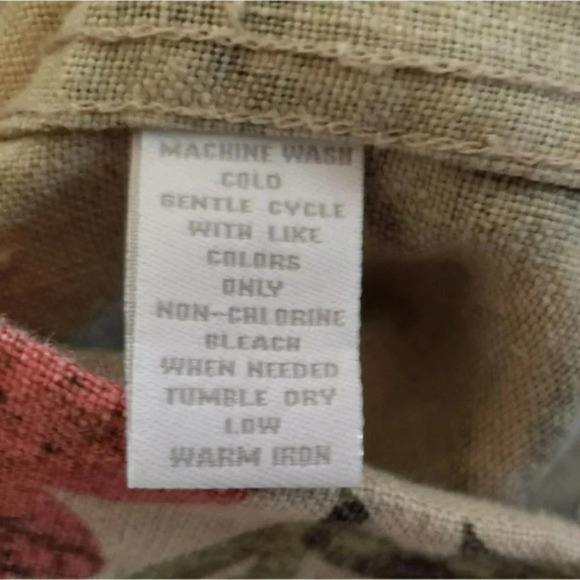 MACHINE WASH
COLD
GENTLE CYCLE
WITH LIKE
COLORS
ONLY
NON-CHLORINE
BLEACH
WHEN NEEDED
TUMBLE DRY
LOW
WARM IRON